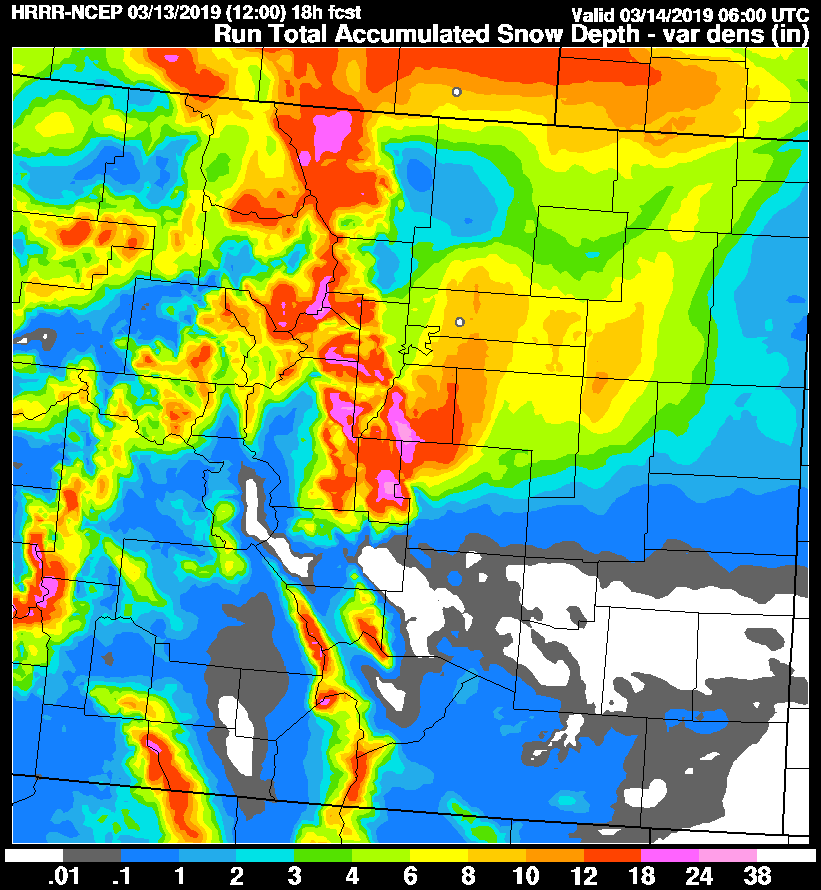 HRRR-NCEP 03/13/2019 (12:00) 18h fcst
Valid 03/14/2019 06:00 UTC
Run Total Accumulated Snow Depth - var dens (in)
.01 .1 1 2 3 4 6 8 10 12 18 24 38